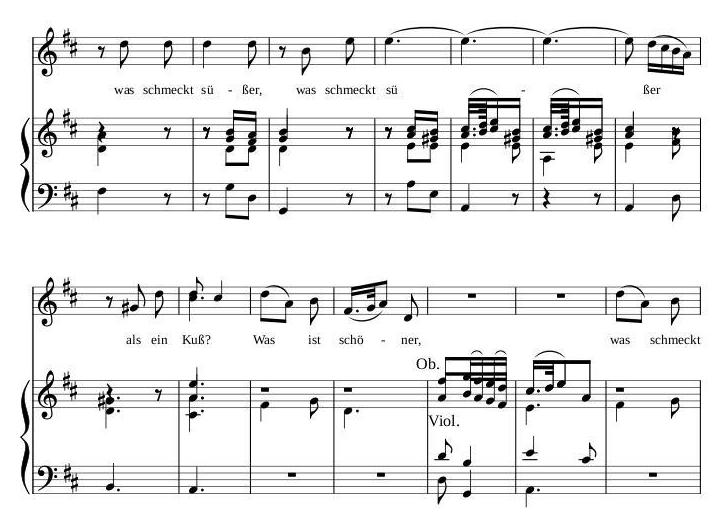 was schmeckt sü - ßer, was schmeckt sü - ßer
als ein Kuß? Was ist schö - ner, was schmeckt
Ob.
Viol.